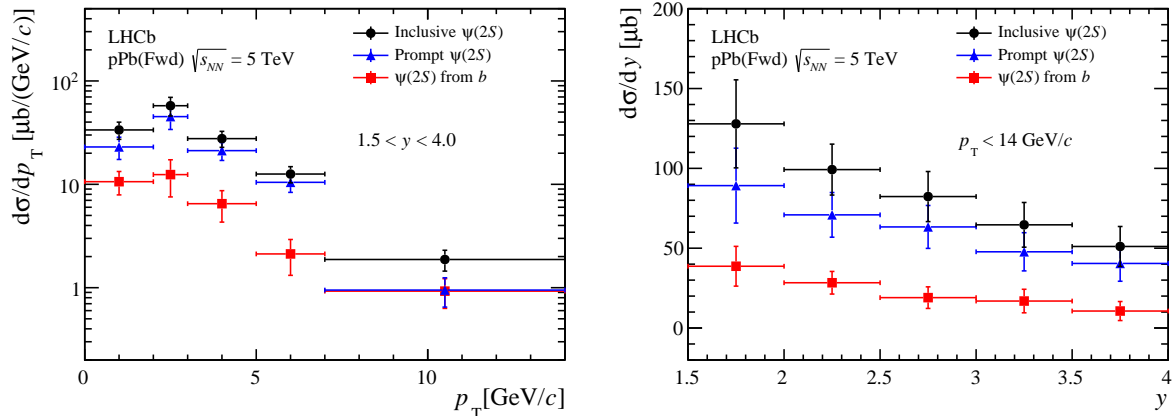 LHCb
pPb(Fwd) √s_NN = 5 TeV
Inclusive ψ(2S)
Prompt ψ(2S)
ψ(2S) from b
1.5 < y < 4.0
dσ/dp_T [μb/(GeV/c)]
10²
10
1
0 5 10
p_T [GeV/c]
LHCb
pPb(Fwd) √s_NN = 5 TeV
Inclusive ψ(2S)
Prompt ψ(2S)
ψ(2S) from b
p_T < 14 GeV/c
dσ/dy [μb]
200
150
100
50
0
1.5 2 2.5 3 3.5 4
y